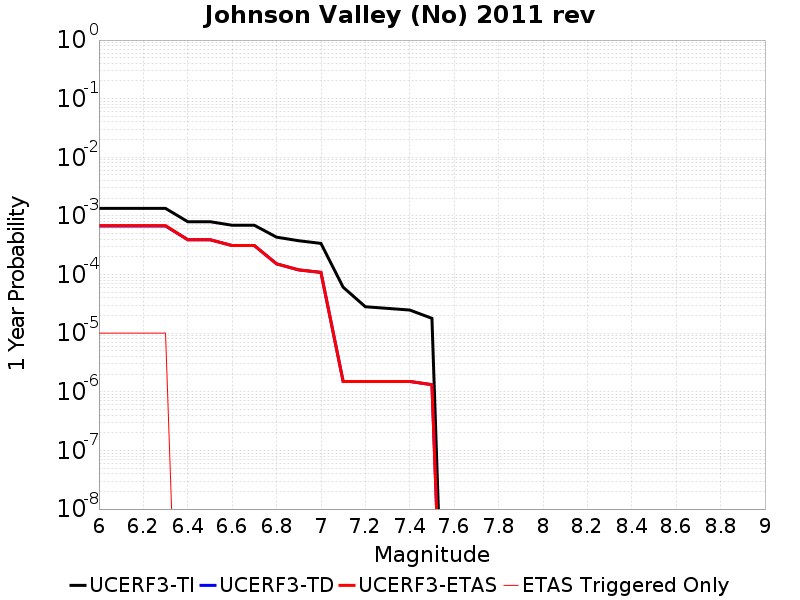 Johnson Valley (No) 2011 rev
1 Year Probability
10^0
10^-1
10^-2
10^-3
10^-4
10^-5
10^-6
10^-7
10^-8
6 6.2 6.4 6.6 6.8 7 7.2 7.4 7.6 7.8 8 8.2 8.4 8.6 8.8 9
Magnitude
UCERF3-TI UCERF3-TD UCERF3-ETAS ETAS Triggered Only